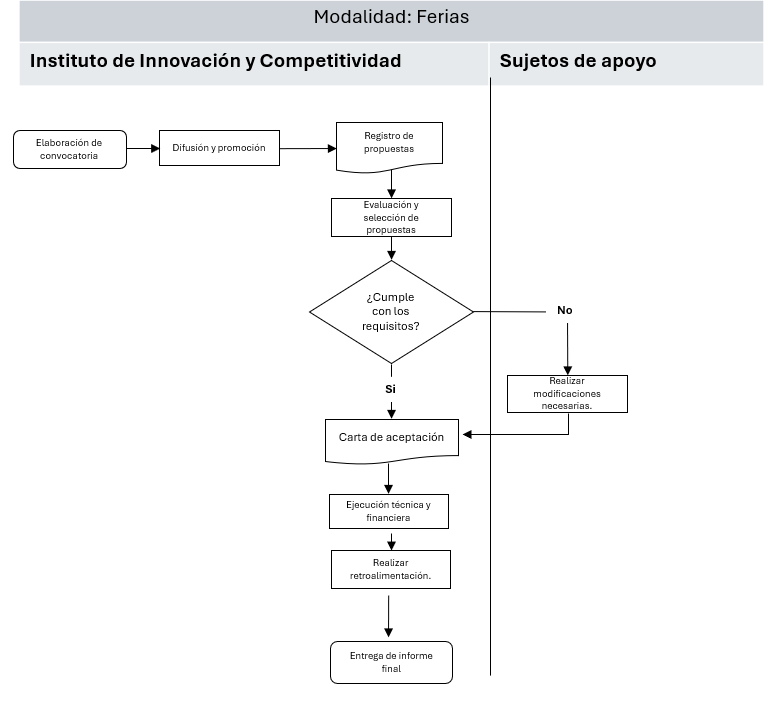 Modalidad: Ferias
Instituto de Innovación y Competitividad
Sujetos de apoyo
Elaboración de
convocatoria
Difusión y promoción
Registro de
propuestas
Evaluación y
selección de
propuestas
¿Cumple
con los
requisitos?
No
Si
Realizar
modificaciones
necesarias.
Carta de aceptación
Ejecución técnica y
financiera
Realizar
retroalimentación.
Entrega de informe
final